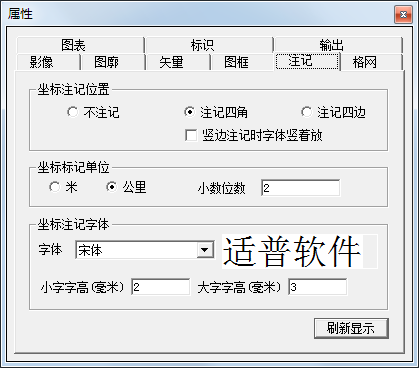 属性
图表 标识 输出
影像 图廓 矢量 图框 注记 格网
坐标注记位置
不注记 注记四角 注记四边
竖边注记时字体竖着放
坐标标记单位
米 公里 小数位数 2
坐标注记字体
字体 宋体 适普软件
小字字高(毫米) 2 大字字高(毫米) 3
刷新显示